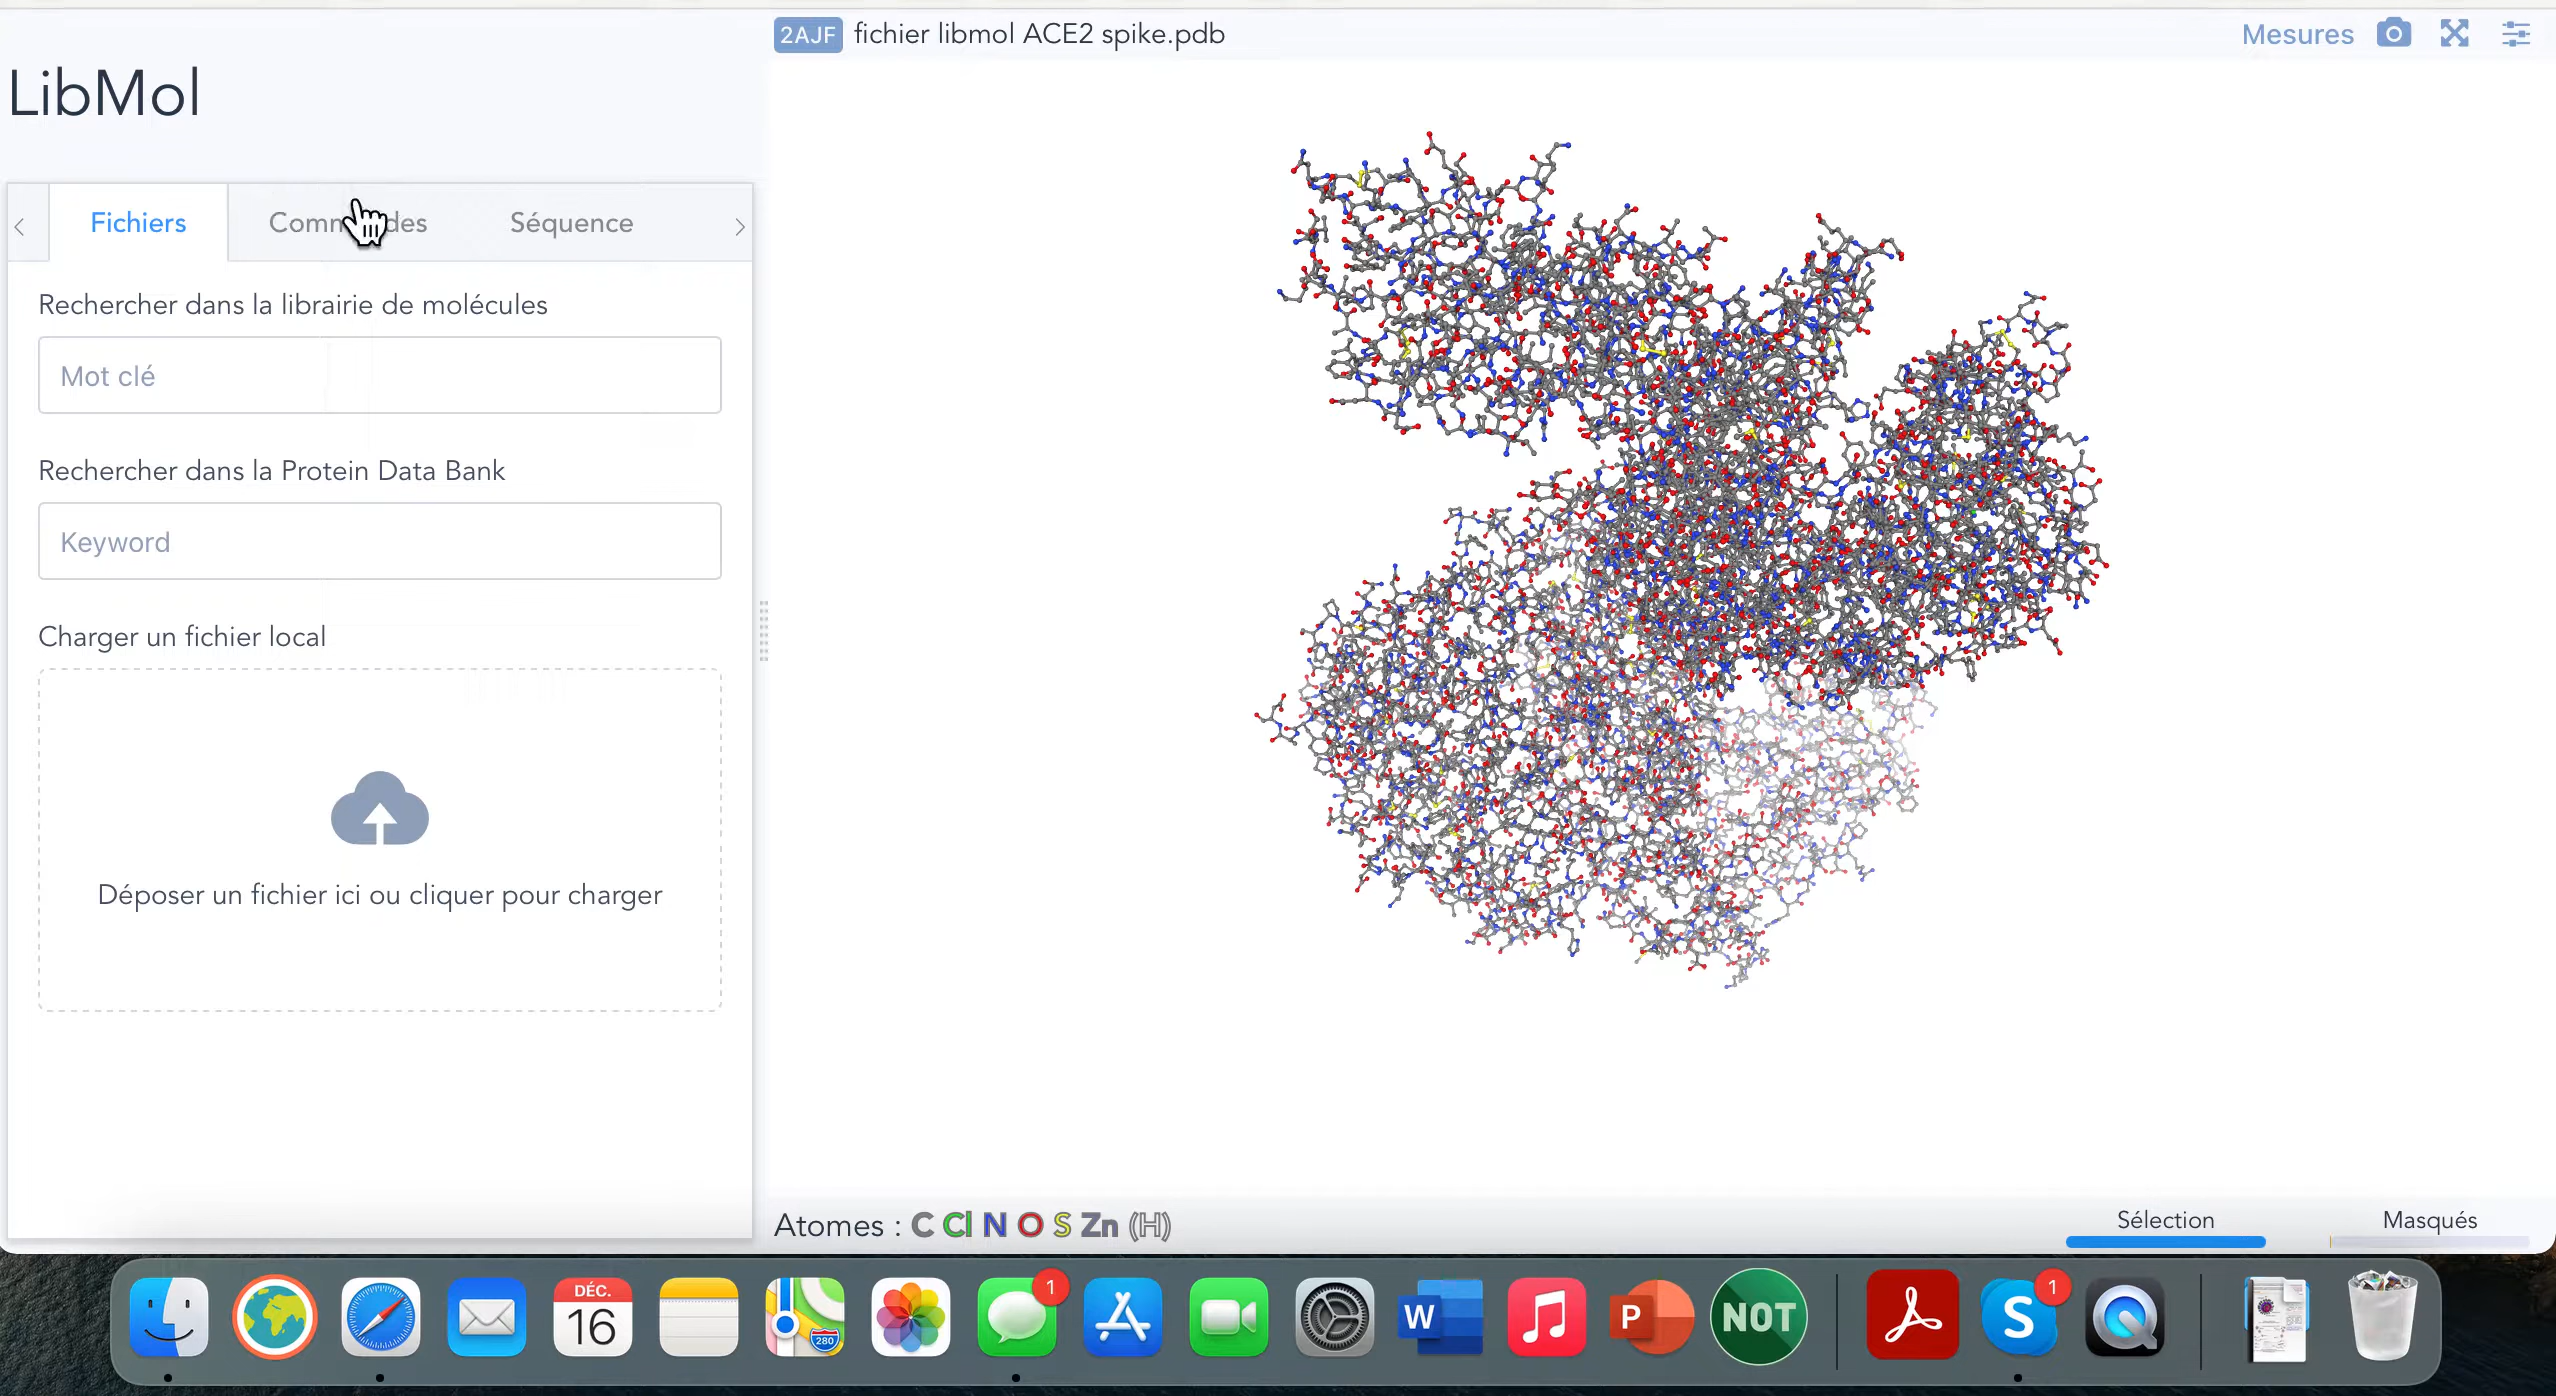 2AJF fichier libmol ACE2 spike.pdb
Mesures
LibMol
Fichiers
Séquence
Rechercher dans la librairie de molécules
Mot clé
Rechercher dans la Protein Data Bank
Keyword
Charger un fichier local
Déposer un fichier ici ou cliquer pour charger
Atomes : C Cl N O S Zn (H)
Sélection
Masqués
DÉC.
16
280
1
W
P
NOT
S
1